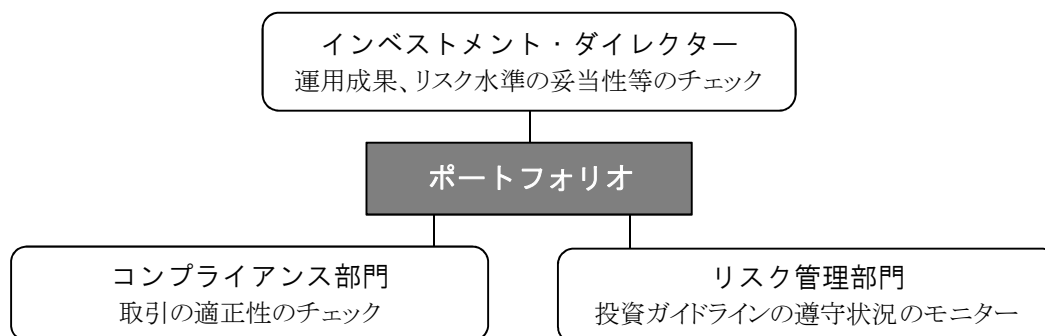 インベストメント・ダイレクター
運用成果、リスク水準の妥当性等のチェック
ポートフォリオ
コンプライアンス部門
取引の適正性のチェック
リスク管理部門
投資ガイドラインの遵守状況のモニター